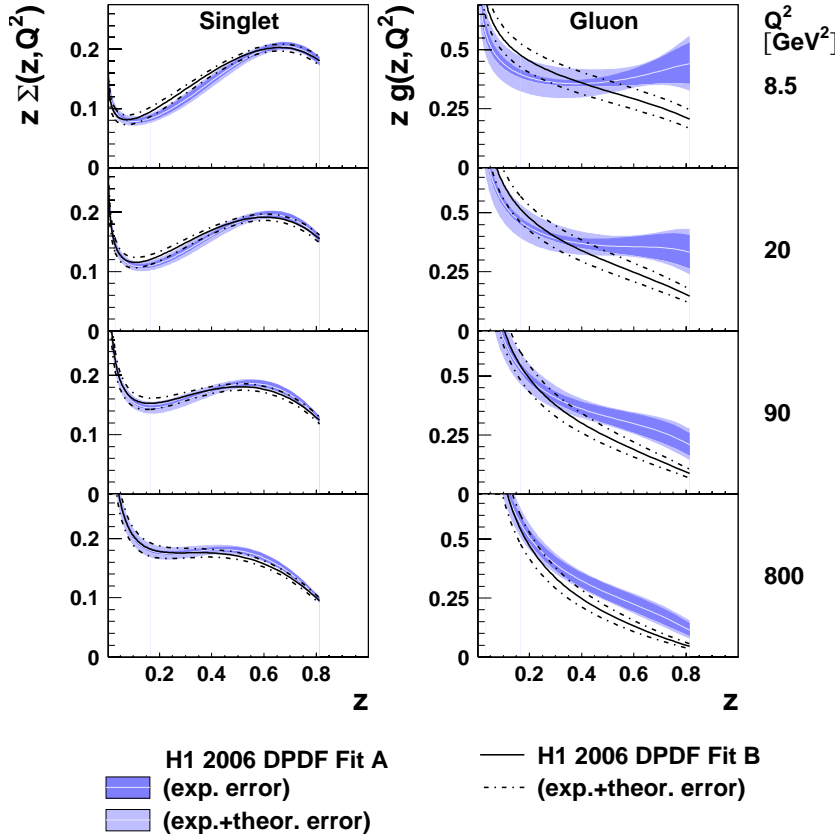 Singlet
Gluon
Q²
[GeV²]
z Σ(z,Q²)
z g(z,Q²)
0.2
0.1
0
0.5
0.25
0
8.5
0.2
0.1
0
0.5
0.25
0
20
0.2
0.1
0
0.5
0.25
0
90
0.2
0.1
0
0.5
0.25
0
800
0.2 0.4 0.6 0.8
0.2 0.4 0.6 0.8
z
z
H1 2006 DPDF Fit A
(exp. error)
(exp.+theor. error)
H1 2006 DPDF Fit B
(exp.+theor. error)